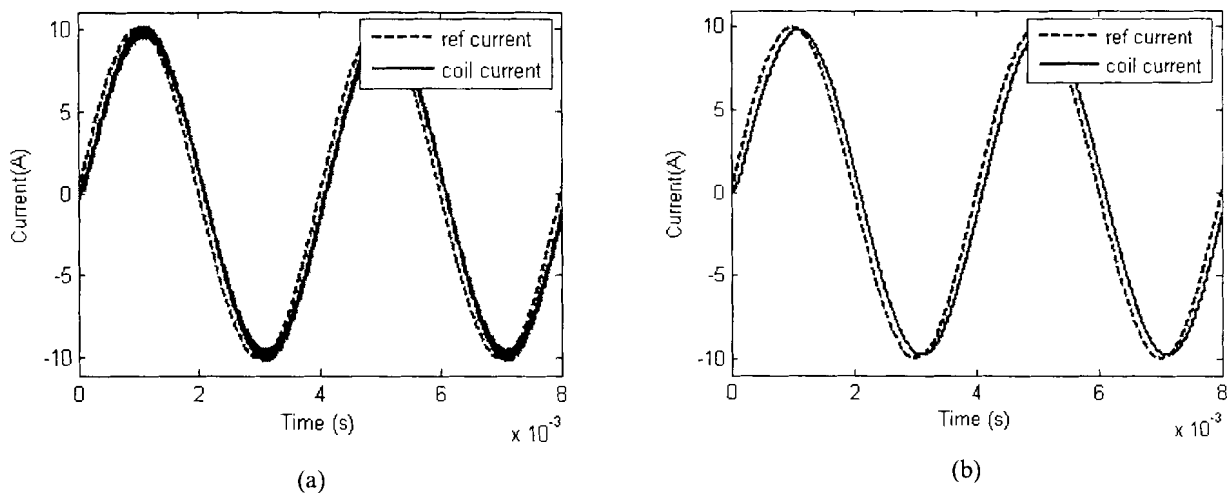 10
5
0
-5
-10
Current(A)
ref current
coil current
0
2
4
6
8
Time (s)
x 10^-3
(a)
10
5
0
-5
-10
Current(A)
ref current
coil current
0
2
4
6
8
Time (s)
x 10^-3
(b)